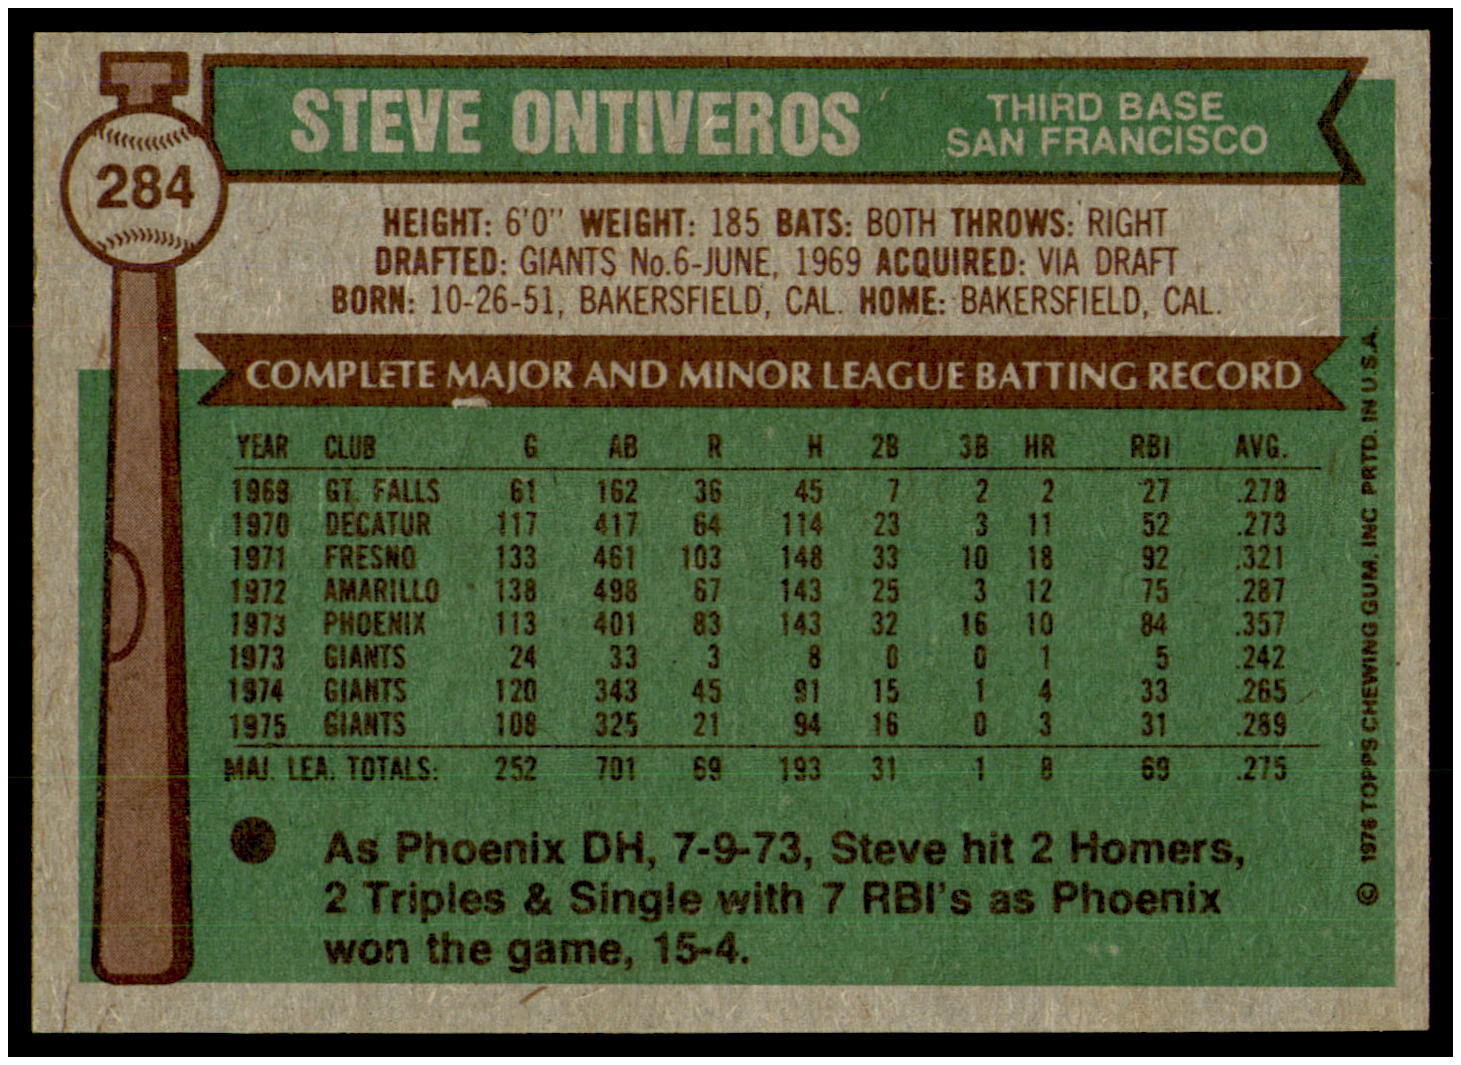 STEVE ONTIVEROS
THIRD BASE
SAN FRANCISCO
284
HEIGHT: 6'0" WEIGHT: 185 BATS: BOTH THROWS: RIGHT
DRAFTED: GIANTS No.6-JUNE, 1969 ACQUIRED: VIA DRAFT
BORN: 10-26-51, BAKERSFIELD, CAL. HOME: BAKERSFIELD, CAL.
COMPLETE MAJOR AND MINOR LEAGUE BATTING RECORD
YEAR CLUB G AB R H 2B 3B HR RBI AVG.
1969 GT. FALLS 61 162 36 45 7 2 2 27 .278
1970 DECATUR 117 417 64 114 23 3 11 52 .273
1971 FRESNO 133 461 103 148 33 10 18 92 .321
1972 AMARILLO 138 498 67 143 25 3 12 75 .287
1973 PHOENIX 113 401 83 143 32 16 10 84 .357
1973 GIANTS 24 33 3 8 0 0 1 5 .242
1974 GIANTS 120 343 45 91 15 1 4 33 .265
1975 GIANTS 108 325 21 94 16 0 3 31 .289
MAJ. LEA. TOTALS: 252 701 69 193 31 1 8 69 .275
As Phoenix DH, 7-9-73, Steve hit 2 Homers,
2 Triples & Single with 7 RBI's as Phoenix
won the game, 15-4.
© 1976 TOPPS CHEWING GUM, INC PRTD. IN U.S.A.